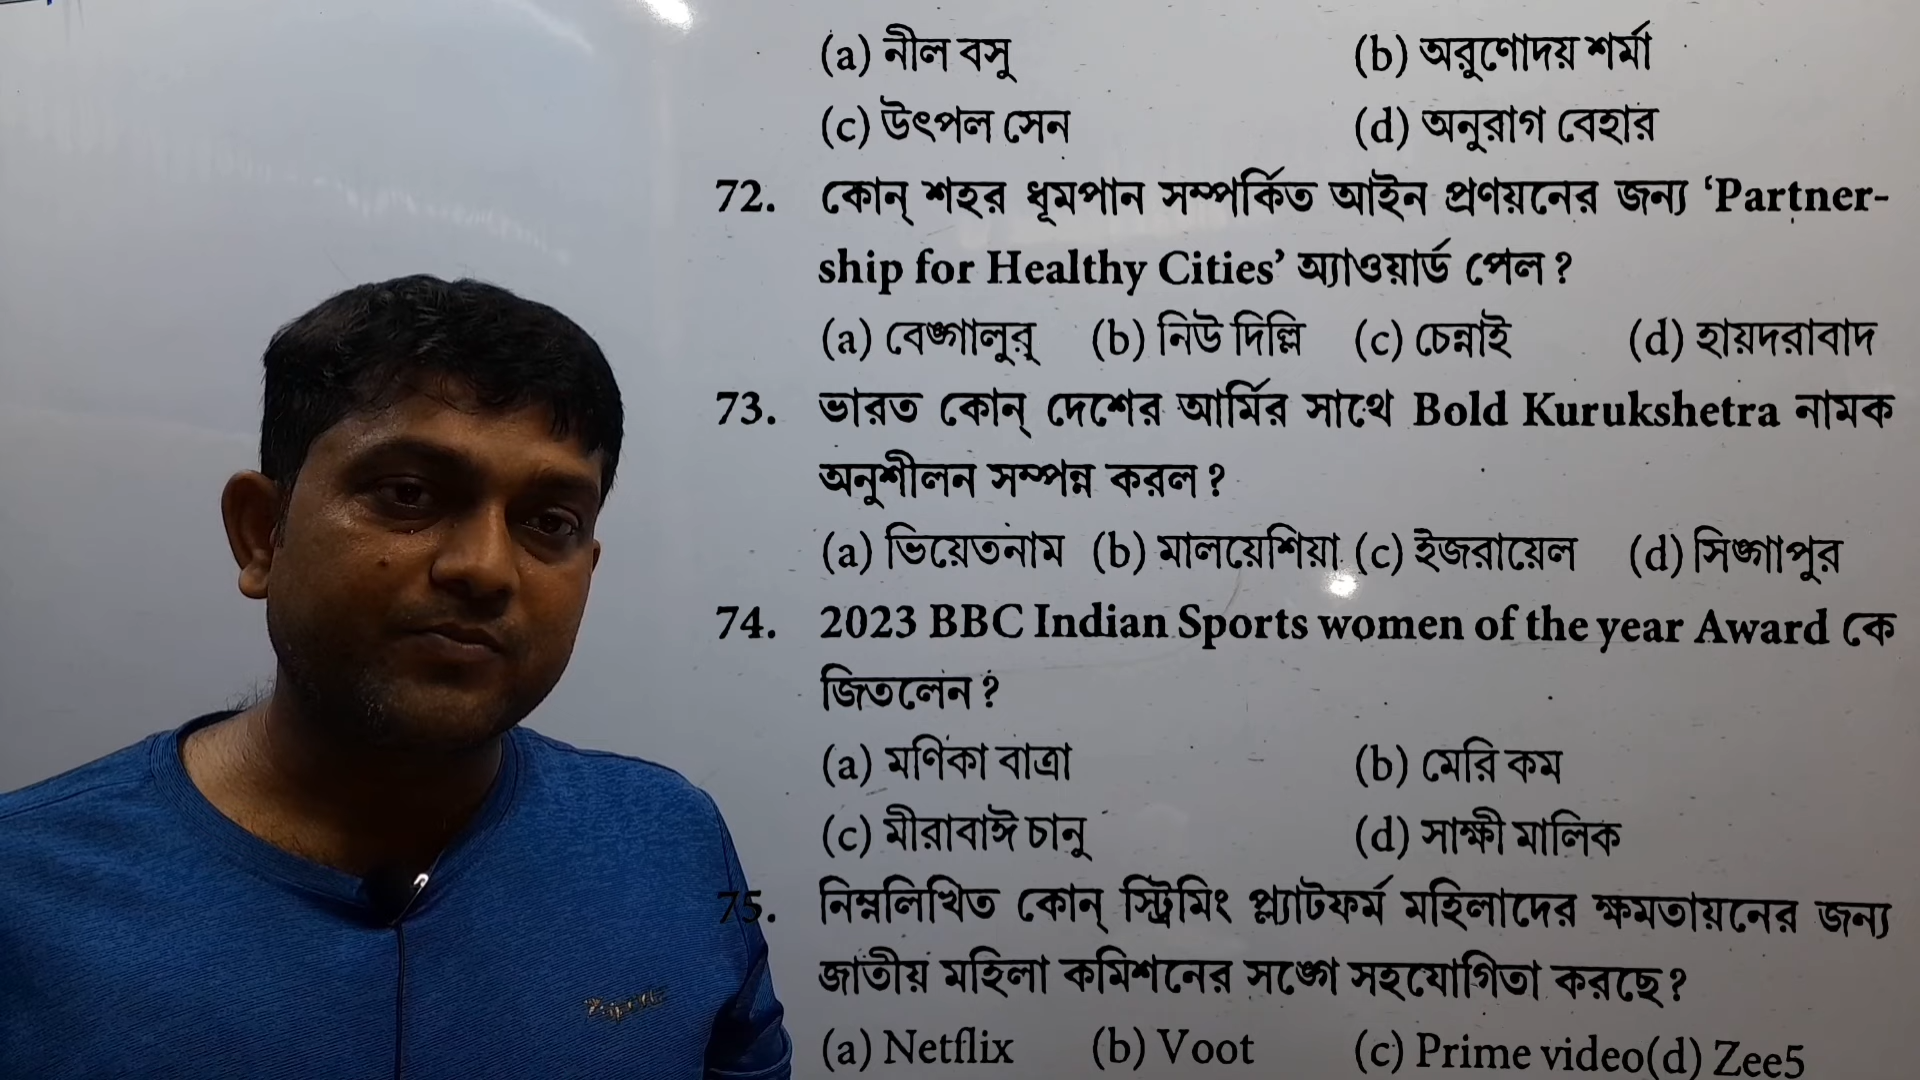 (a) নীল বসু (b) অরুণোদয় শর্মা
(c) উৎপল সেন (d) অনুরাগ বেহার
72. কোন্ শহর ধূমপান সম্পর্কিত আইন প্রণয়নের জন্য ‘Partner-
ship for Healthy Cities’ অ্যাওয়ার্ড পেল ?
(a) বেঙ্গালুরু (b) নিউ দিল্লি (c) চেন্নাই (d) হায়দরাবাদ
73. ভারত কোন্ দেশের আর্মির সাথে Bold Kurukshetra নামক
অনুশীলন সম্পন্ন করল ?
(a) ভিয়েতনাম (b) মালয়েশিয়া (c) ইজরায়েল (d) সিঙ্গাপুর
74. 2023 BBC Indian Sports women of the year Award কে
জিতলেন ?
(a) মণিকা বাত্রা (b) মেরি কম
(c) মীরাবাঈ চানু (d) সাক্ষী মালিক
75. নিম্নলিখিত কোন্ স্ট্রিমিং প্ল্যাটফর্ম মহিলাদের ক্ষমতায়নের জন্য
জাতীয় মহিলা কমিশনের সঙ্গে সহযোগিতা করছে ?
(a) Netflix (b) Voot (c) Prime video (d) Zee5